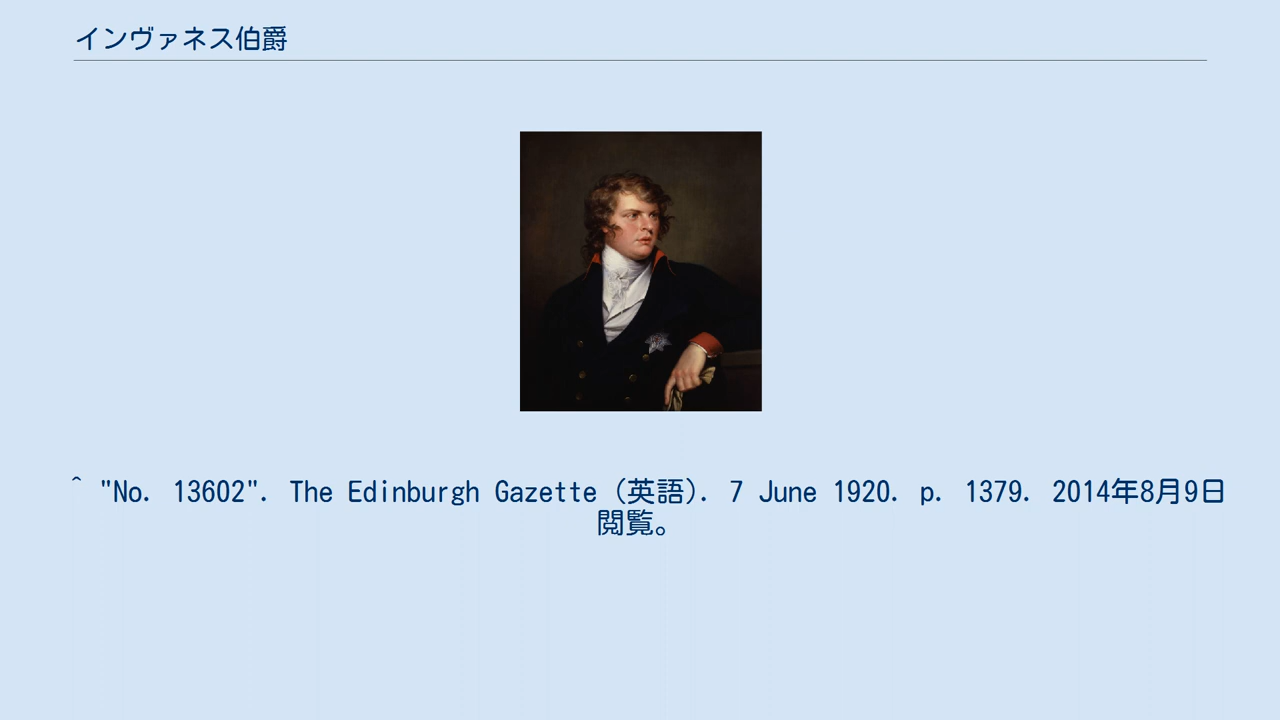 インヴァネス伯爵
^ "No. 13602". The Edinburgh Gazette (英語). 7 June 1920. p. 1379. 2014年8月9日
閲覧。